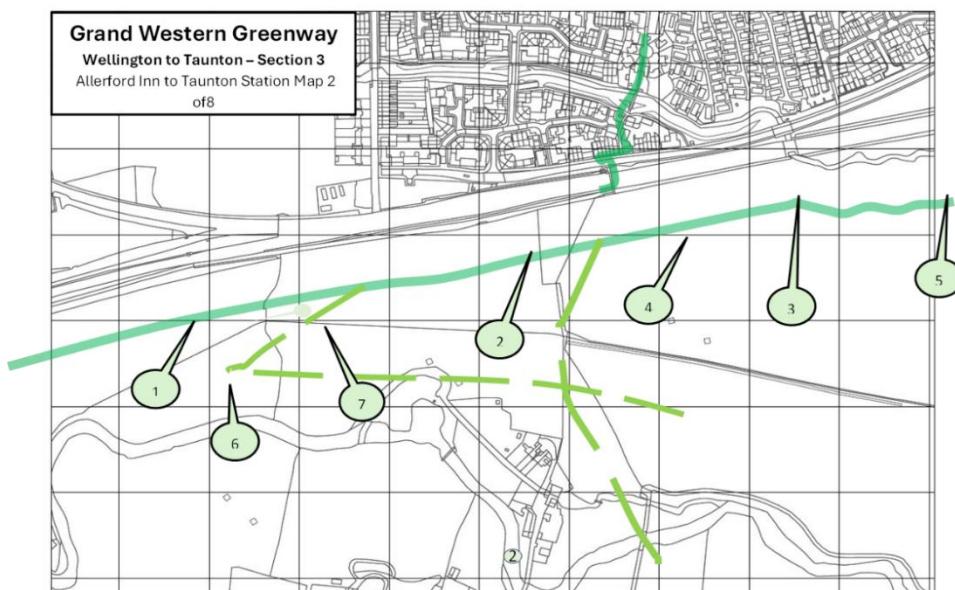 Grand Western Greenway
Wellington to Taunton – Section 3
Allerford Inn to Taunton Station Map 2
of8
5
4
3
2
1
7
6
2